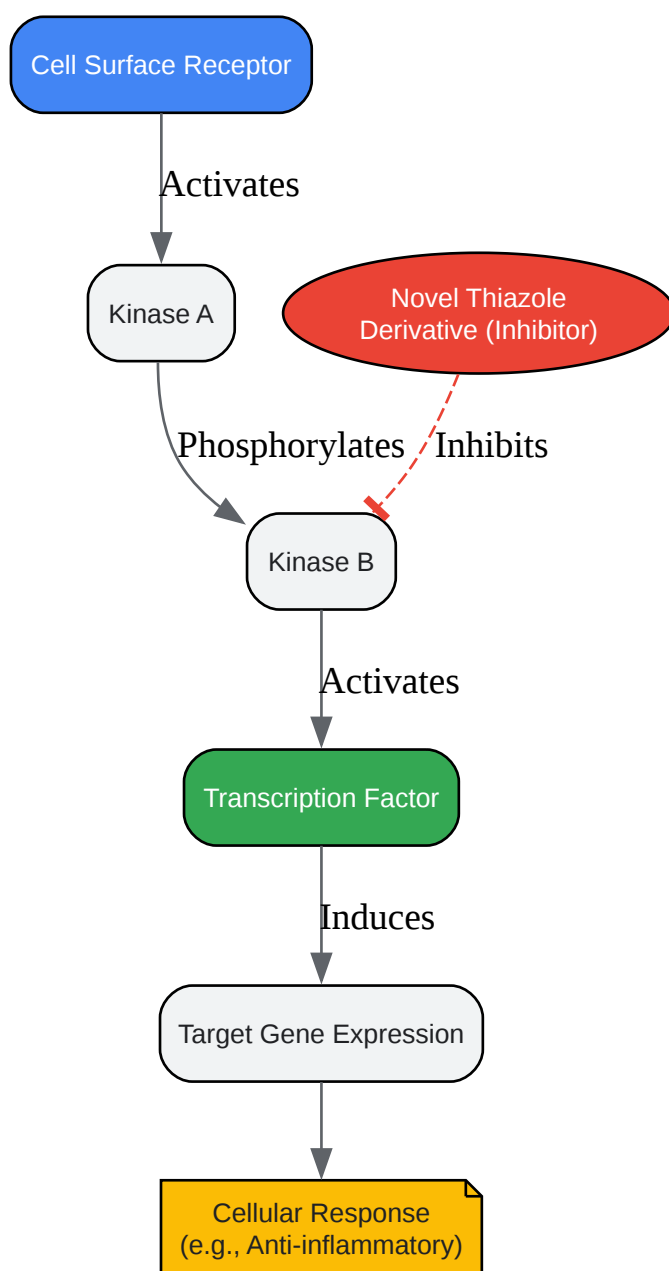 Cell Surface Receptor
Activates
Kinase A
Novel Thiazole
Derivative (Inhibitor)
Phosphorylates
Inhibits
Kinase B
Activates
Transcription Factor
Induces
Target Gene Expression
Cellular Response
(e.g., Anti-inflammatory)